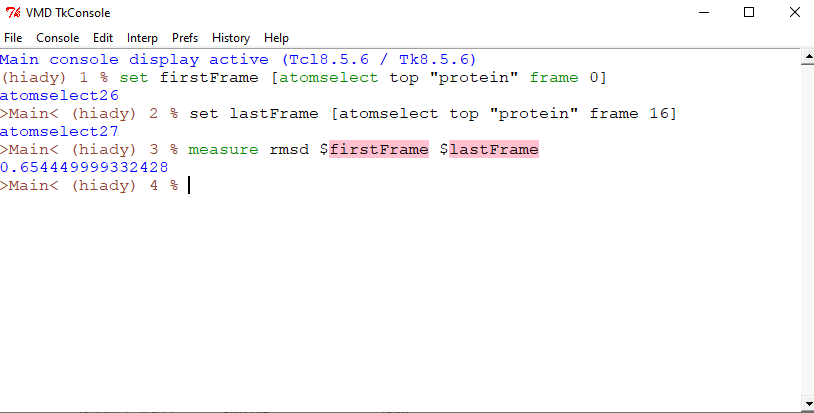 VMD TkConsole
File Console Edit Interp Prefs History Help
Main console display active (Tcl8.5.6 / Tk8.5.6)
(hiady) 1 % set firstFrame [atomselect top "protein" frame 0]
atomselect26
>Main< (hiady) 2 % set lastFrame [atomselect top "protein" frame 16]
atomselect27
>Main< (hiady) 3 % measure rmsd $firstFrame $lastFrame
0.654449999332428
>Main< (hiady) 4 %